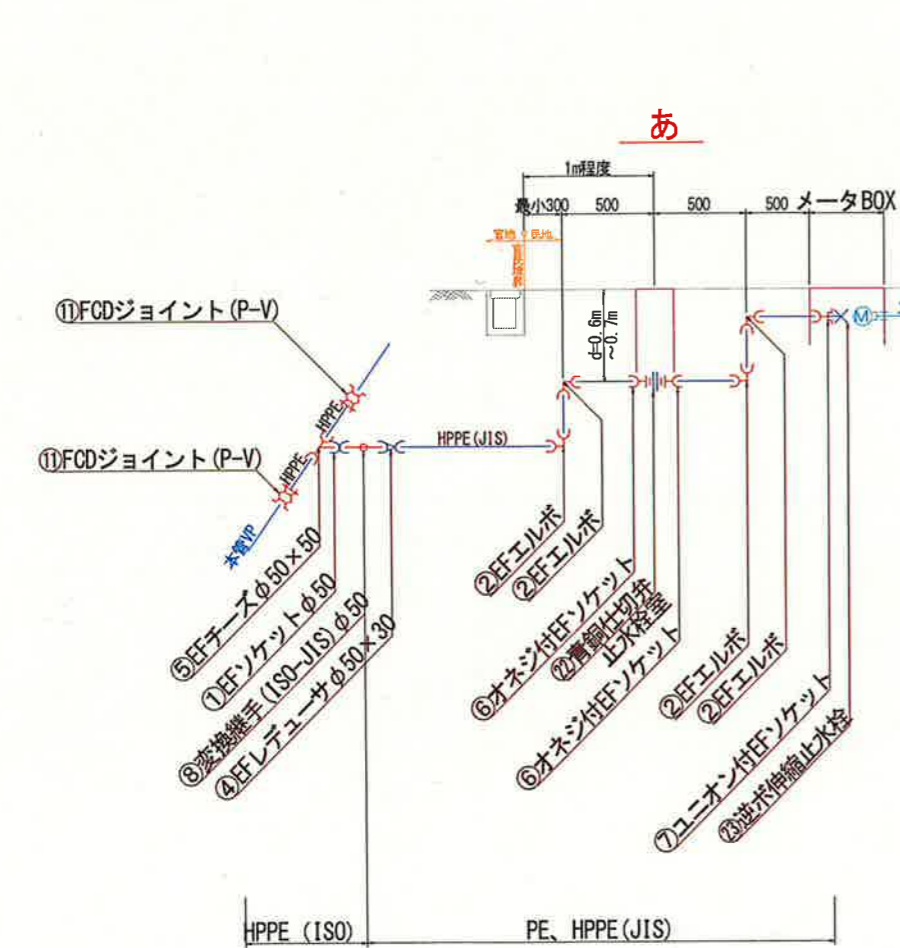 あ
1m程度
最小300 500 500 500 メータBOX
官地 民地
官民境界
⑪FCDジョイント(P-V)
d=0.6m
~0.7m
M
HPPE
HPPE(JIS)
⑪FCDジョイント(P-V)
HPPE
本管VP
②EFエルボ
②EFエルボ
⑤EFチーズφ50×50
①EFソケットφ50
⑧変換継手(ISO-JIS)φ50
④EFレデューサφ50×30
⑥オネジ付EFソケット
㉒青銅仕切弁
止水栓室
⑥オネジ付EFソケット
②EFエルボ
②EFエルボ
⑦ユニオン付EFソケット
㉓逆ボ伸縮止水栓
HPPE (ISO)
PE、HPPE(JIS)